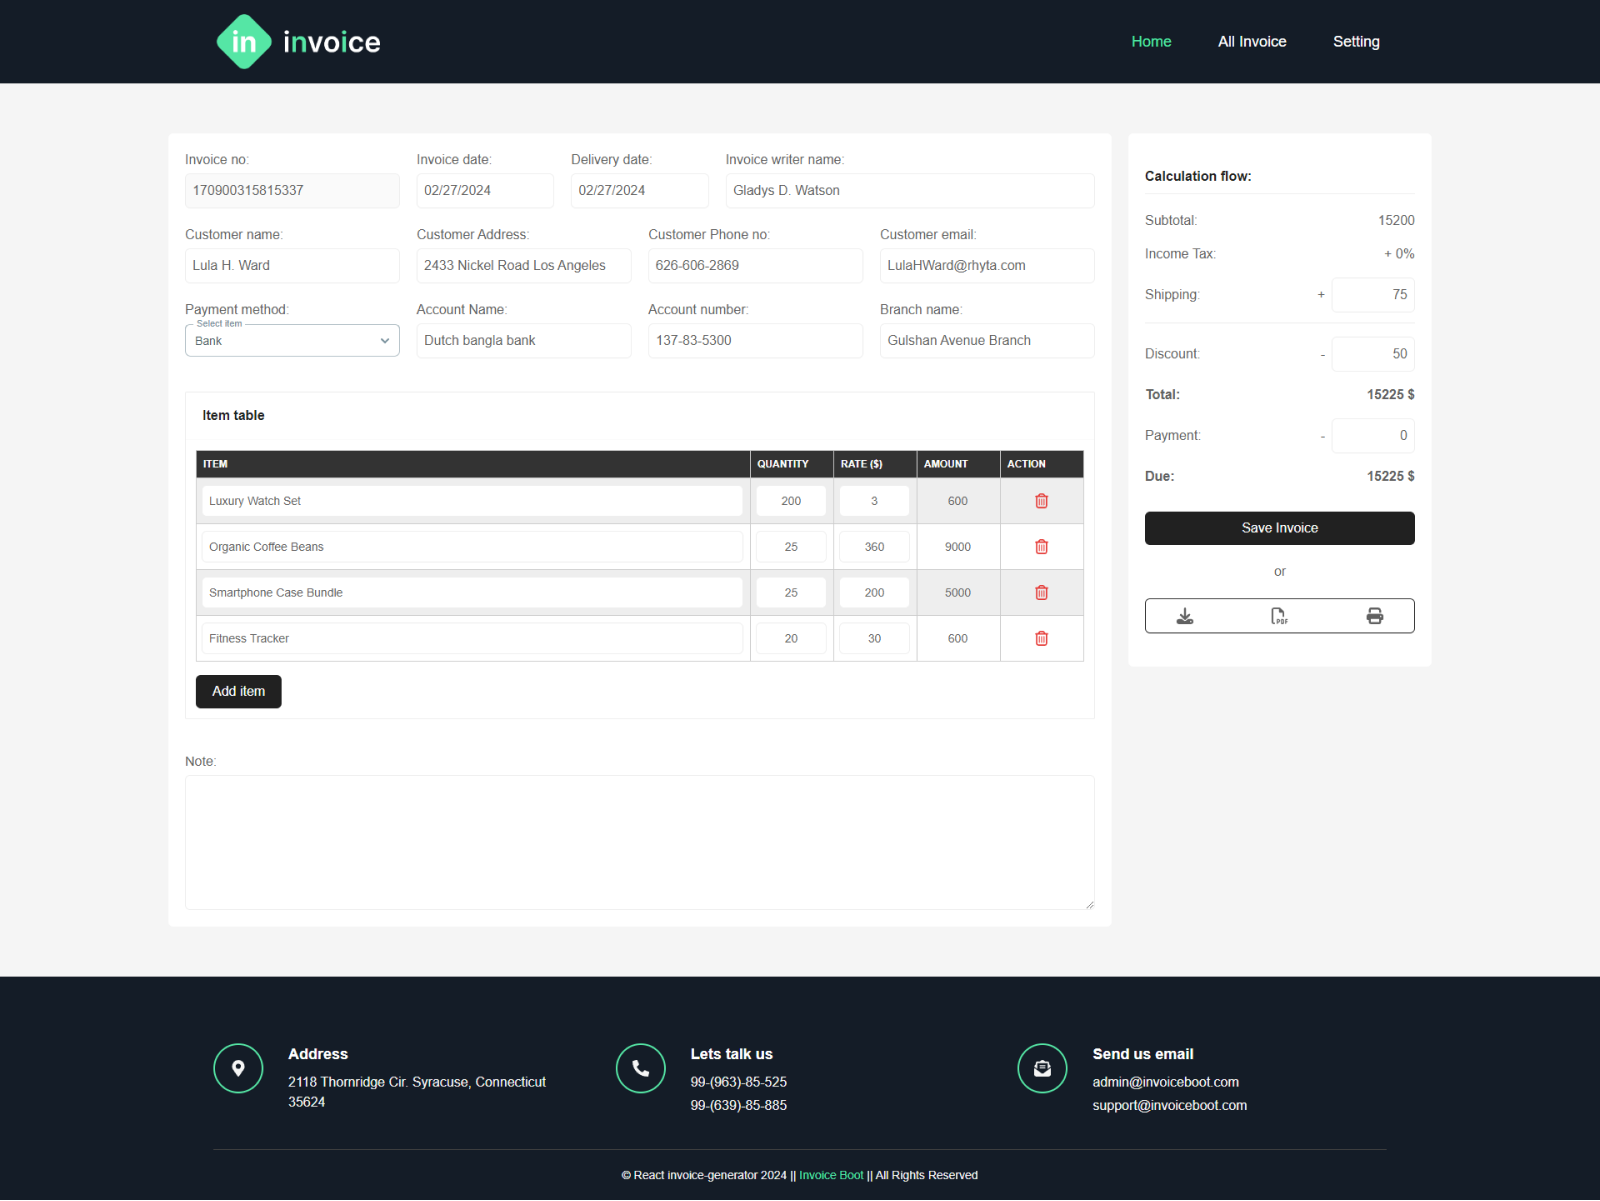 in invoice
Home All Invoice Setting
Invoice no: Invoice date: Delivery date: Invoice writer name:
170900315815337 02/27/2024 02/27/2024 Gladys D. Watson
Customer name: Customer Address: Customer Phone no: Customer email:
Lula H. Ward 2433 Nickel Road Los Angeles 626-606-2869 LulaHWard@rhyta.com
Payment method: Account Name: Account number: Branch name:
Select item
Bank Dutch bangla bank 137-83-5300 Gulshan Avenue Branch
Item table
ITEM QUANTITY RATE ($) AMOUNT ACTION
Luxury Watch Set 200 3 600
Organic Coffee Beans 25 360 9000
Smartphone Case Bundle 25 200 5000
Fitness Tracker 20 30 600
Add item
Note:
Calculation flow:
Subtotal: 15200
Income Tax: + 0%
Shipping: + 75
Discount: - 50
Total: 15225 $
Payment: - 0
Due: 15225 $
Save Invoice
or
PDF
Address
2118 Thornridge Cir. Syracuse, Connecticut
35624
Lets talk us
99-(963)-85-525
99-(639)-85-885
Send us email
admin@invoiceboot.com
support@invoiceboot.com
© React invoice-generator 2024 || Invoice Boot || All Rights Reserved